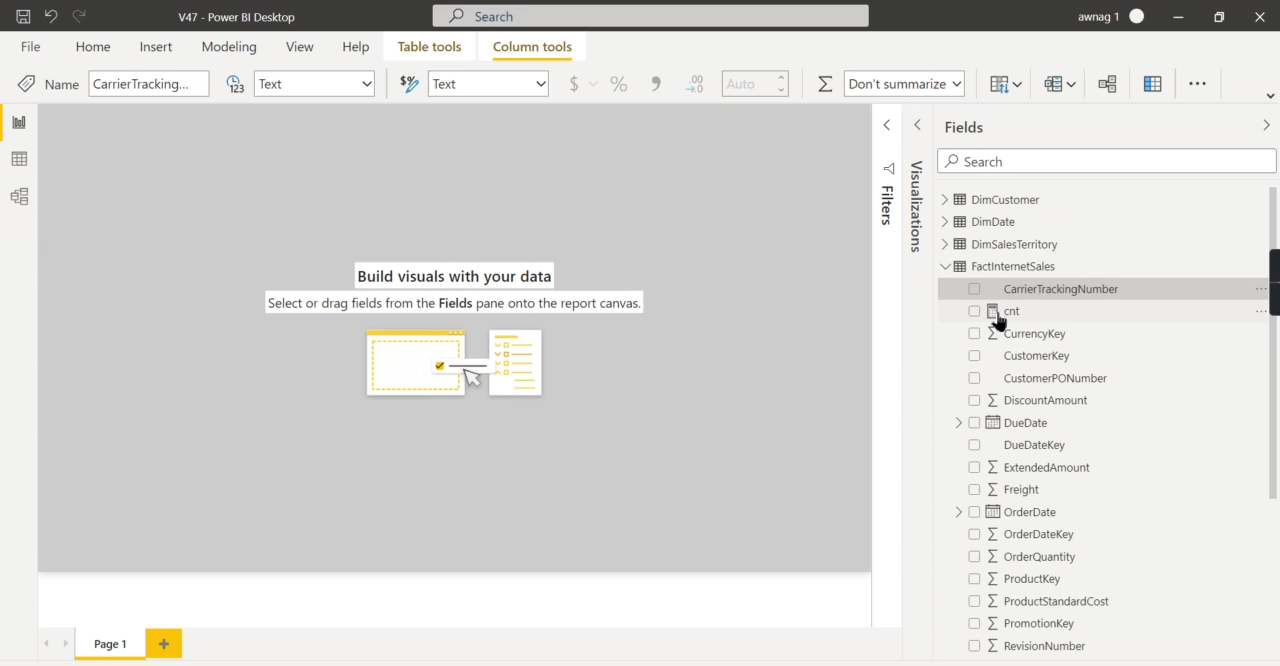 V47 - Power BI Desktop
Search
awnag 1
File
Home
Insert
Modeling
View
Help
Table tools
Column tools
Name
CarrierTracking...
123
Text
$%
Text
$
%
.00
Auto
Don't summarize
Build visuals with your data
Select or drag fields from the Fields pane onto the report canvas.
Filters
Visualizations
Fields
Search
DimCustomer
DimDate
DimSalesTerritory
FactInternetSales
CarrierTrackingNumber
cnt
CurrencyKey
CustomerKey
CustomerPONumber
DiscountAmount
DueDate
DueDateKey
ExtendedAmount
Freight
OrderDate
OrderDateKey
OrderQuantity
ProductKey
ProductStandardCost
PromotionKey
RevisionNumber
Page 1